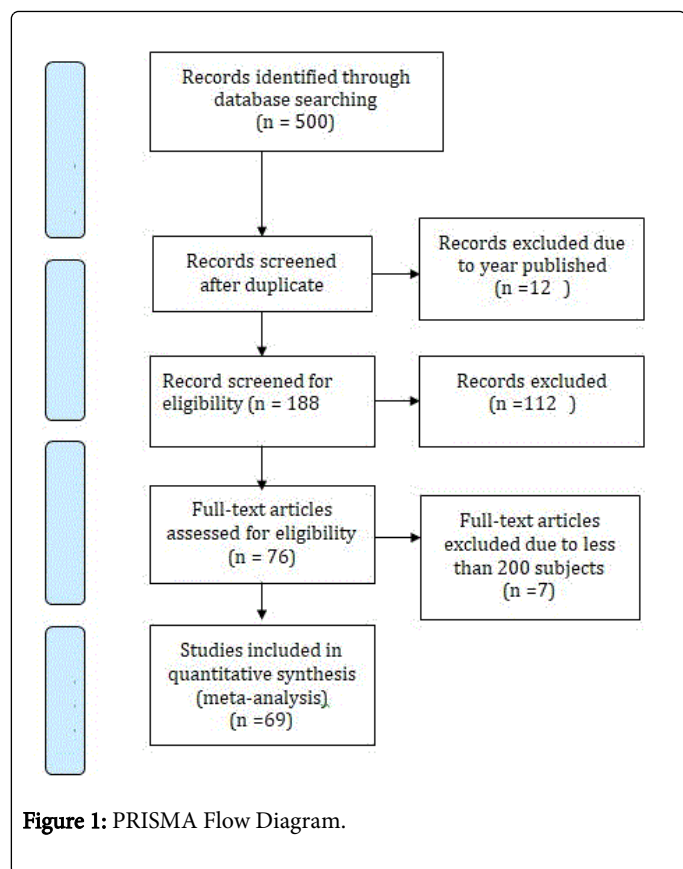 Records identified through
database searching
(n = 500)
Records screened
after duplicate
Records excluded due
to year published
(n =12 )
Record screened for
eligibility (n = 188
Records excluded
(n =112 )
Full-text articles
assessed for eligibility
(n = 76)
Full-text articles
excluded due to less
than 200 subjects
(n =7)
Studies included in
quantitative synthesis
(meta-analysis)
(n =69)
Figure 1: PRISMA Flow Diagram.